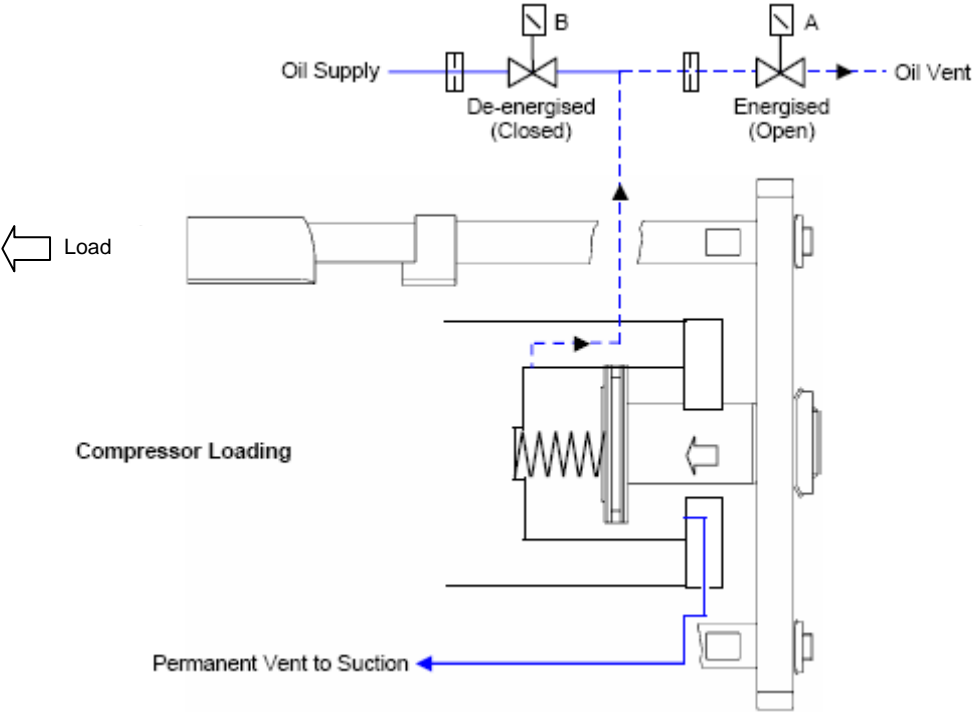 B
A
Oil Supply
Oil Vent
De-energised
(Closed)
Energised
(Open)
Load
Compressor Loading
Permanent Vent to Suction